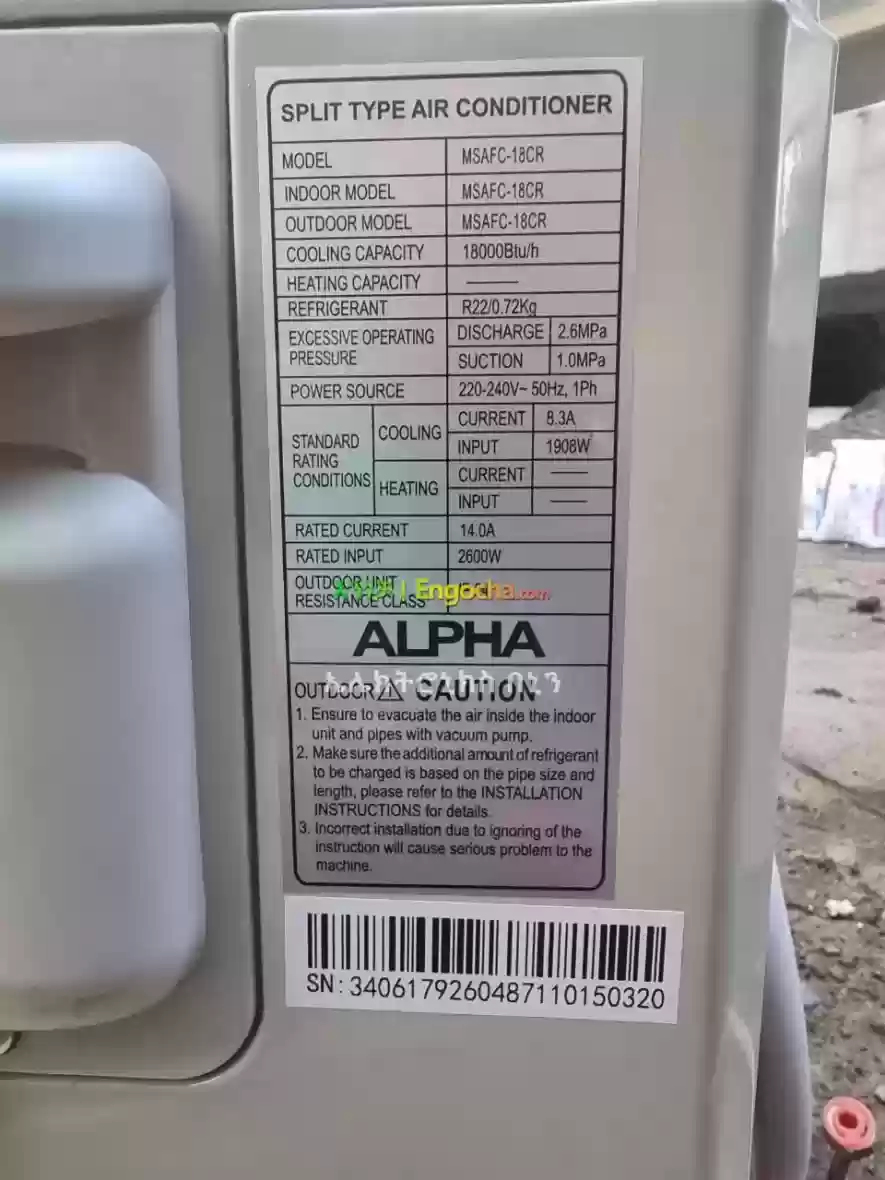 SPLIT TYPE AIR CONDITIONER
MODEL MSAFC-18CR
INDOOR MODEL MSAFC-18CR
OUTDOOR MODEL MSAFC-18CR
COOLING CAPACITY 18000Btu/h
HEATING CAPACITY ——
REFRIGERANT R22/0.72Kg
EXCESSIVE OPERATING PRESSURE DISCHARGE 2.6MPa
SUCTION 1.0MPa
POWER SOURCE 220-240V~ 50Hz, 1Ph
STANDARD RATING CONDITIONS COOLING CURRENT 8.3A
INPUT 1908W
HEATING CURRENT ——
INPUT ——
RATED CURRENT 14.0A
RATED INPUT 2600W
OUTDOOR UNIT
RESISTANCE CLASS
Engocha.com
ALPHA
ኤሌክትሮኒክስ
OUTDOOR CAUTION
1. Ensure to evacuate the air inside the indoor
unit and pipes with vacuum pump.
2. Make sure the additional amount of refrigerant
to be charged is based on the pipe size and
length, please refer to the INSTALLATION
INSTRUCTIONS for details.
3. Incorrect installation due to ignoring of the
instruction will cause serious problem to the
machine.
SN: 3406179260487110150320